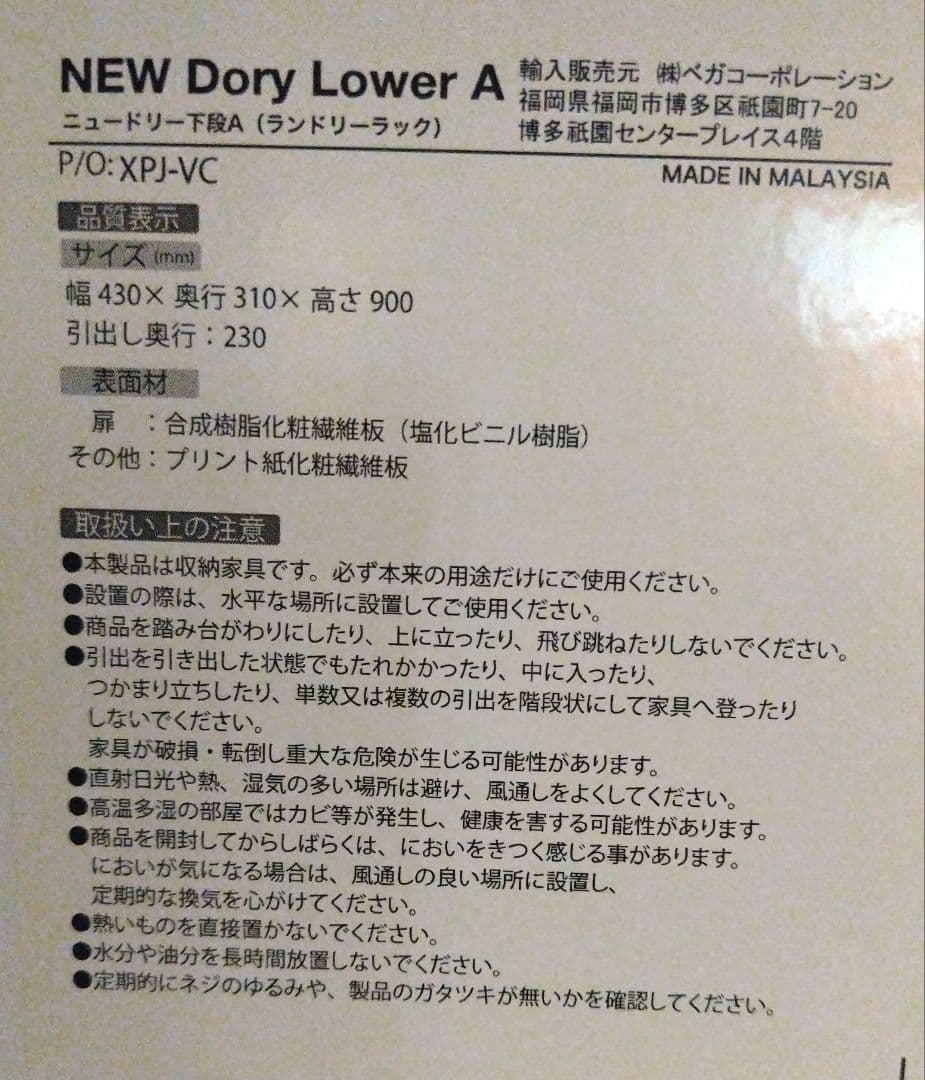 NEW Dory Lower A
ニュードリー下段A（ランドリーラック）
輸入販売元 ㈱ベガコーポレーション
福岡県福岡市博多区祇園町7-20
博多祇園センタープレイス4階
P/O: XPJ-VC
MADE IN MALAYSIA
品質表示
サイズ(mm)
幅 430× 奥行 310× 高さ 900
引出し奥行：230
表面材
扉　：合成樹脂化粧繊維板（塩化ビニル樹脂）
その他：プリント紙化粧繊維板
取扱い上の注意
●本製品は収納家具です。必ず本来の用途だけにご使用ください。
●設置の際は、水平な場所に設置してご使用ください。
●商品を踏み台がわりにしたり、上に立ったり、飛び跳ねたりしないでください。
●引出を引き出した状態でもたれかかったり、中に入ったり、
つかまり立ちしたり、単数又は複数の引出を階段状にして家具へ登ったり
しないでください。
家具が破損・転倒し重大な危険が生じる可能性があります。
●直射日光や熱、湿気の多い場所は避け、風通しをよくしてください。
●高温多湿の部屋ではカビ等が発生し、健康を害する可能性があります。
●商品を開封してからしばらくは、においをきつく感じる事があります。
においが気になる場合は、風通しの良い場所に設置し、
定期的な換気を心がけてください。
●熱いものを直接置かないでください。
●水分や油分を長時間放置しないでください。
●定期的にネジのゆるみや、製品のガタツキが無いかを確認してください。